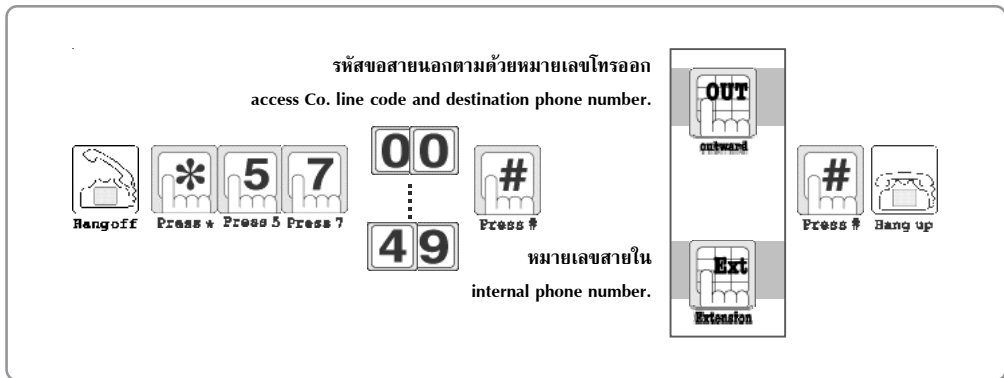 รหัสขอสายนอกตามด้วยหมายเลขโทรออก
access Co. line code and destination phone number.
OUT
outward
00
* 5 7
#
#
Hangoff
Press * Press 5 Press 7
Press #
Press # Hang up
49
หมายเลขสายใน
internal phone number.
Ext
Extension